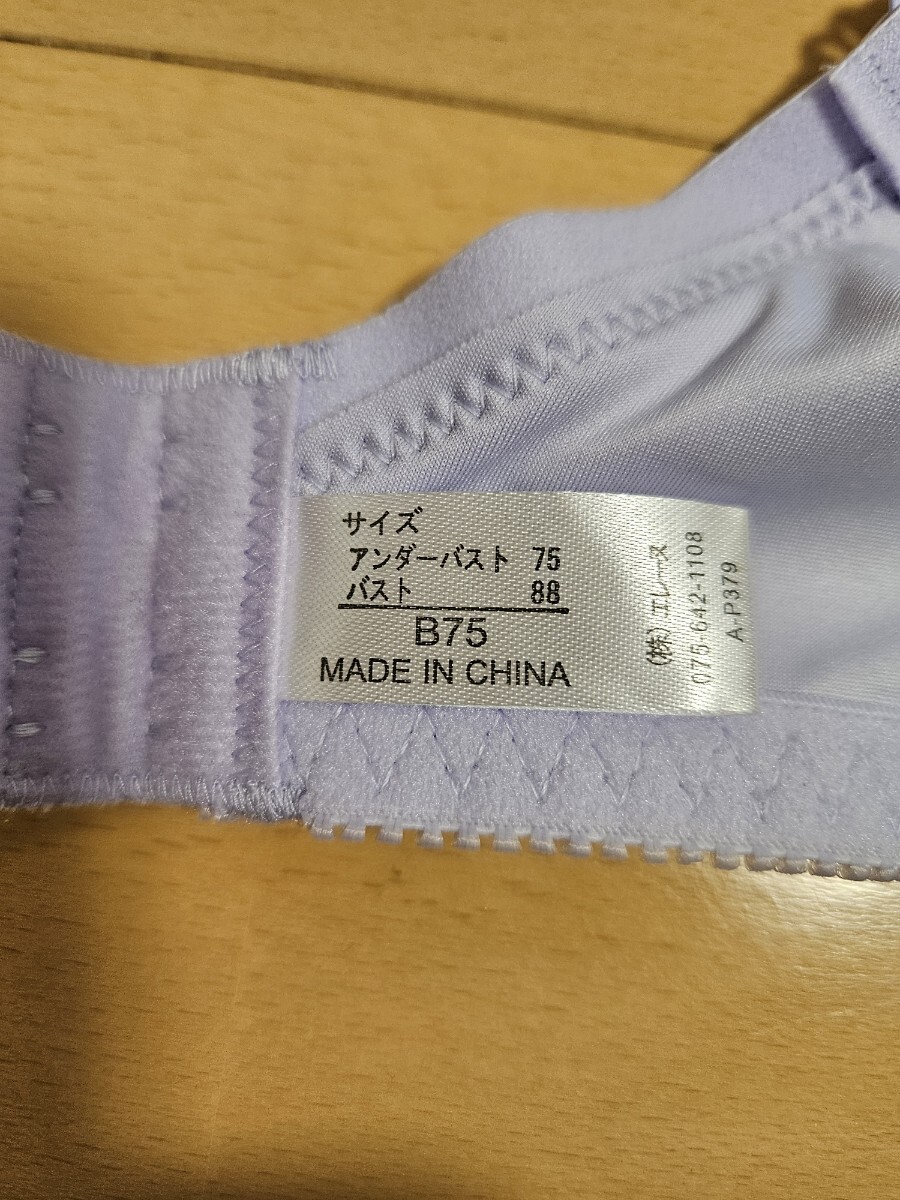 サイズ
アンダーバスト 75
バスト 88
B75
MADE IN CHINA
(株)エレーヌ
075-642-1108
A.P379